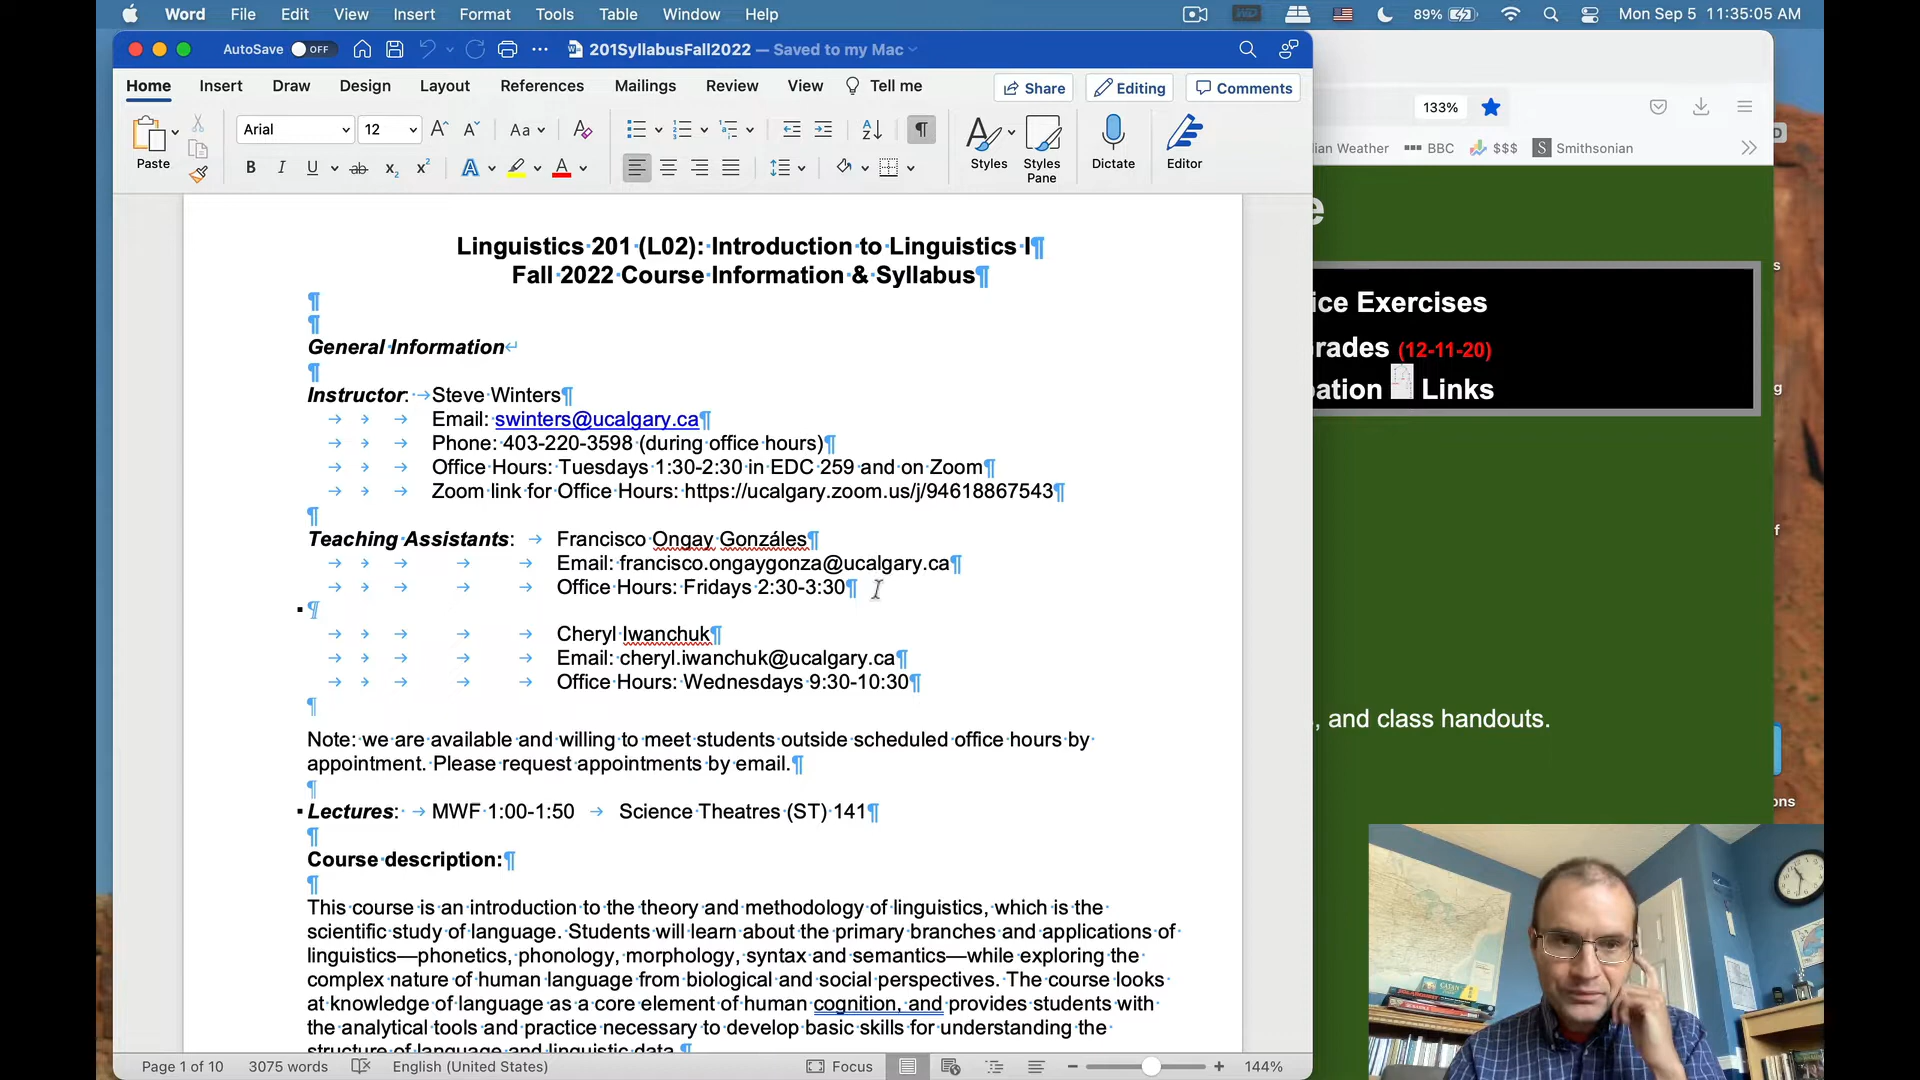 Word File Edit View Insert Format Tools Table Window Help 89% Mon Sep 5 11:35:05 AM
AutoSave OFF 201SyllabusFall2022 — Saved to my Mac
Home Insert Draw Design Layout References Mailings Review View Tell me Share Editing Comments
133%
Arial 12
Paste Styles Styles Pane Dictate Editor
ian Weather BBC $$$ Smithsonian
Linguistics 201 (L02): Introduction to Linguistics I
Fall 2022 Course Information & Syllabus
General Information
Instructor: Steve Winters
Email: swinters@ucalgary.ca
Phone: 403-220-3598 (during office hours)
Office Hours: Tuesdays 1:30-2:30 in EDC 259 and on Zoom
Zoom link for Office Hours: https://ucalgary.zoom.us/j/94618867543
Teaching Assistants: Francisco Ongay Gonzáles
Email: francisco.ongaygonza@ucalgary.ca
Office Hours: Fridays 2:30-3:30
Cheryl Iwanchuk
Email: cheryl.iwanchuk@ucalgary.ca
Office Hours: Wednesdays 9:30-10:30
Note: we are available and willing to meet students outside scheduled office hours by
appointment. Please request appointments by email.
Lectures: MWF 1:00-1:50 Science Theatres (ST) 141
Course description:
This course is an introduction to the theory and methodology of linguistics, which is the
scientific study of language. Students will learn about the primary branches and applications of
linguistics—phonetics, phonology, morphology, syntax and semantics—while exploring the
complex nature of human language from biological and social perspectives. The course looks
at knowledge of language as a core element of human cognition, and provides students with
the analytical tools and practice necessary to develop basic skills for understanding the
structure of language and linguistic data.
Page 1 of 10 3075 words English (United States) Focus 144%
ice Exercises
rades (12-11-20)
ation Links
, and class handouts.
ons
CATAN